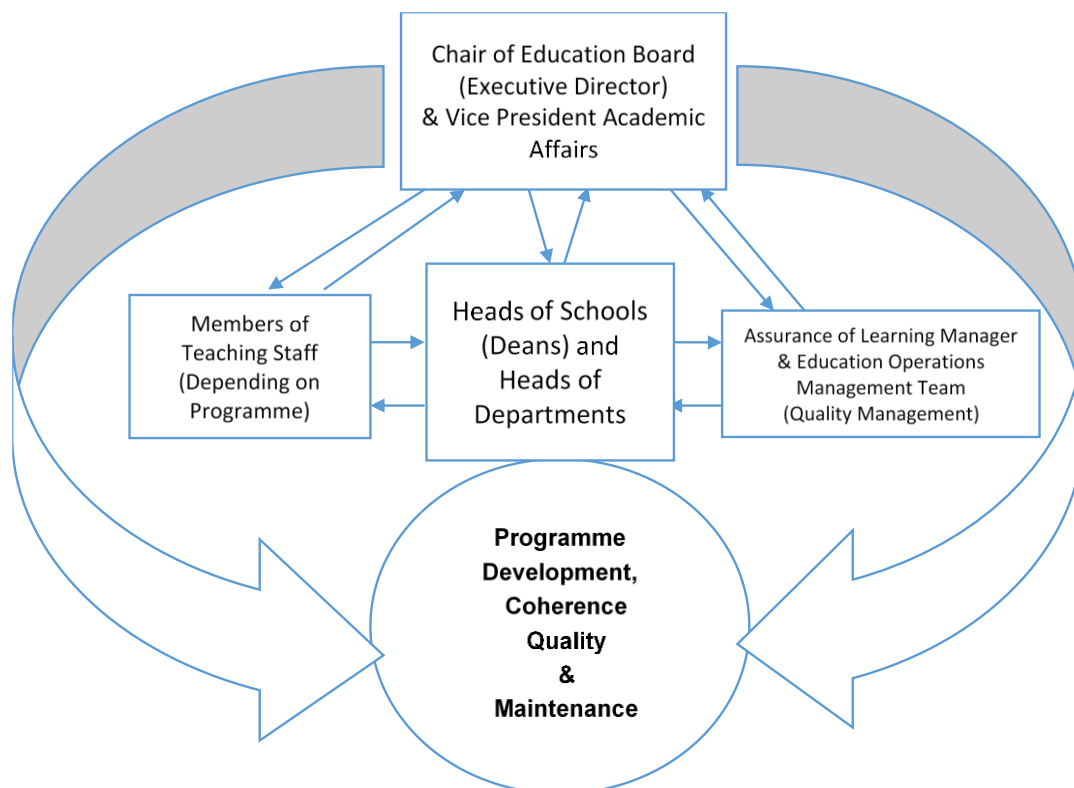 Chair of Education Board
(Executive Director)
& Vice President Academic
Affairs
Members of
Teaching Staff
(Depending on
Programme)
Heads of Schools
(Deans) and
Heads of
Departments
Assurance of Learning Manager
& Education Operations
Management Team
(Quality Management)
Programme
Development,
Coherence
Quality
&
Maintenance